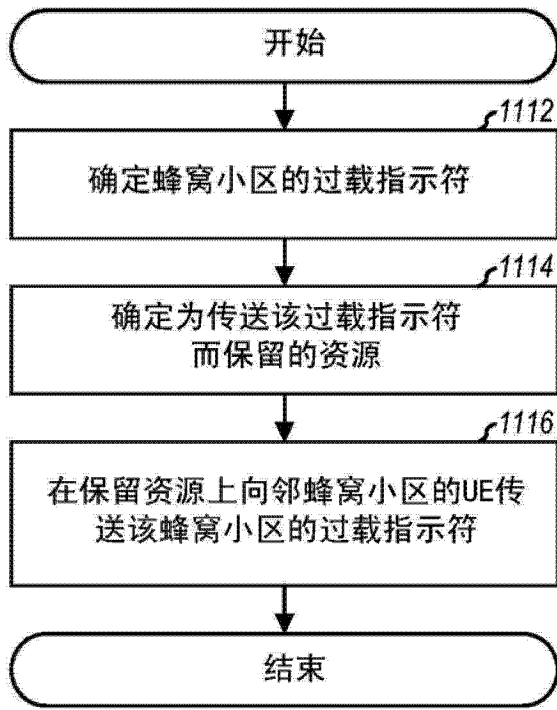 开始
1112
确定蜂窝小区的过载指示符
1114
确定为传送该过载指示符
而保留的资源
1116
在保留资源上向邻蜂窝小区的UE传
送该蜂窝小区的过载指示符
结束